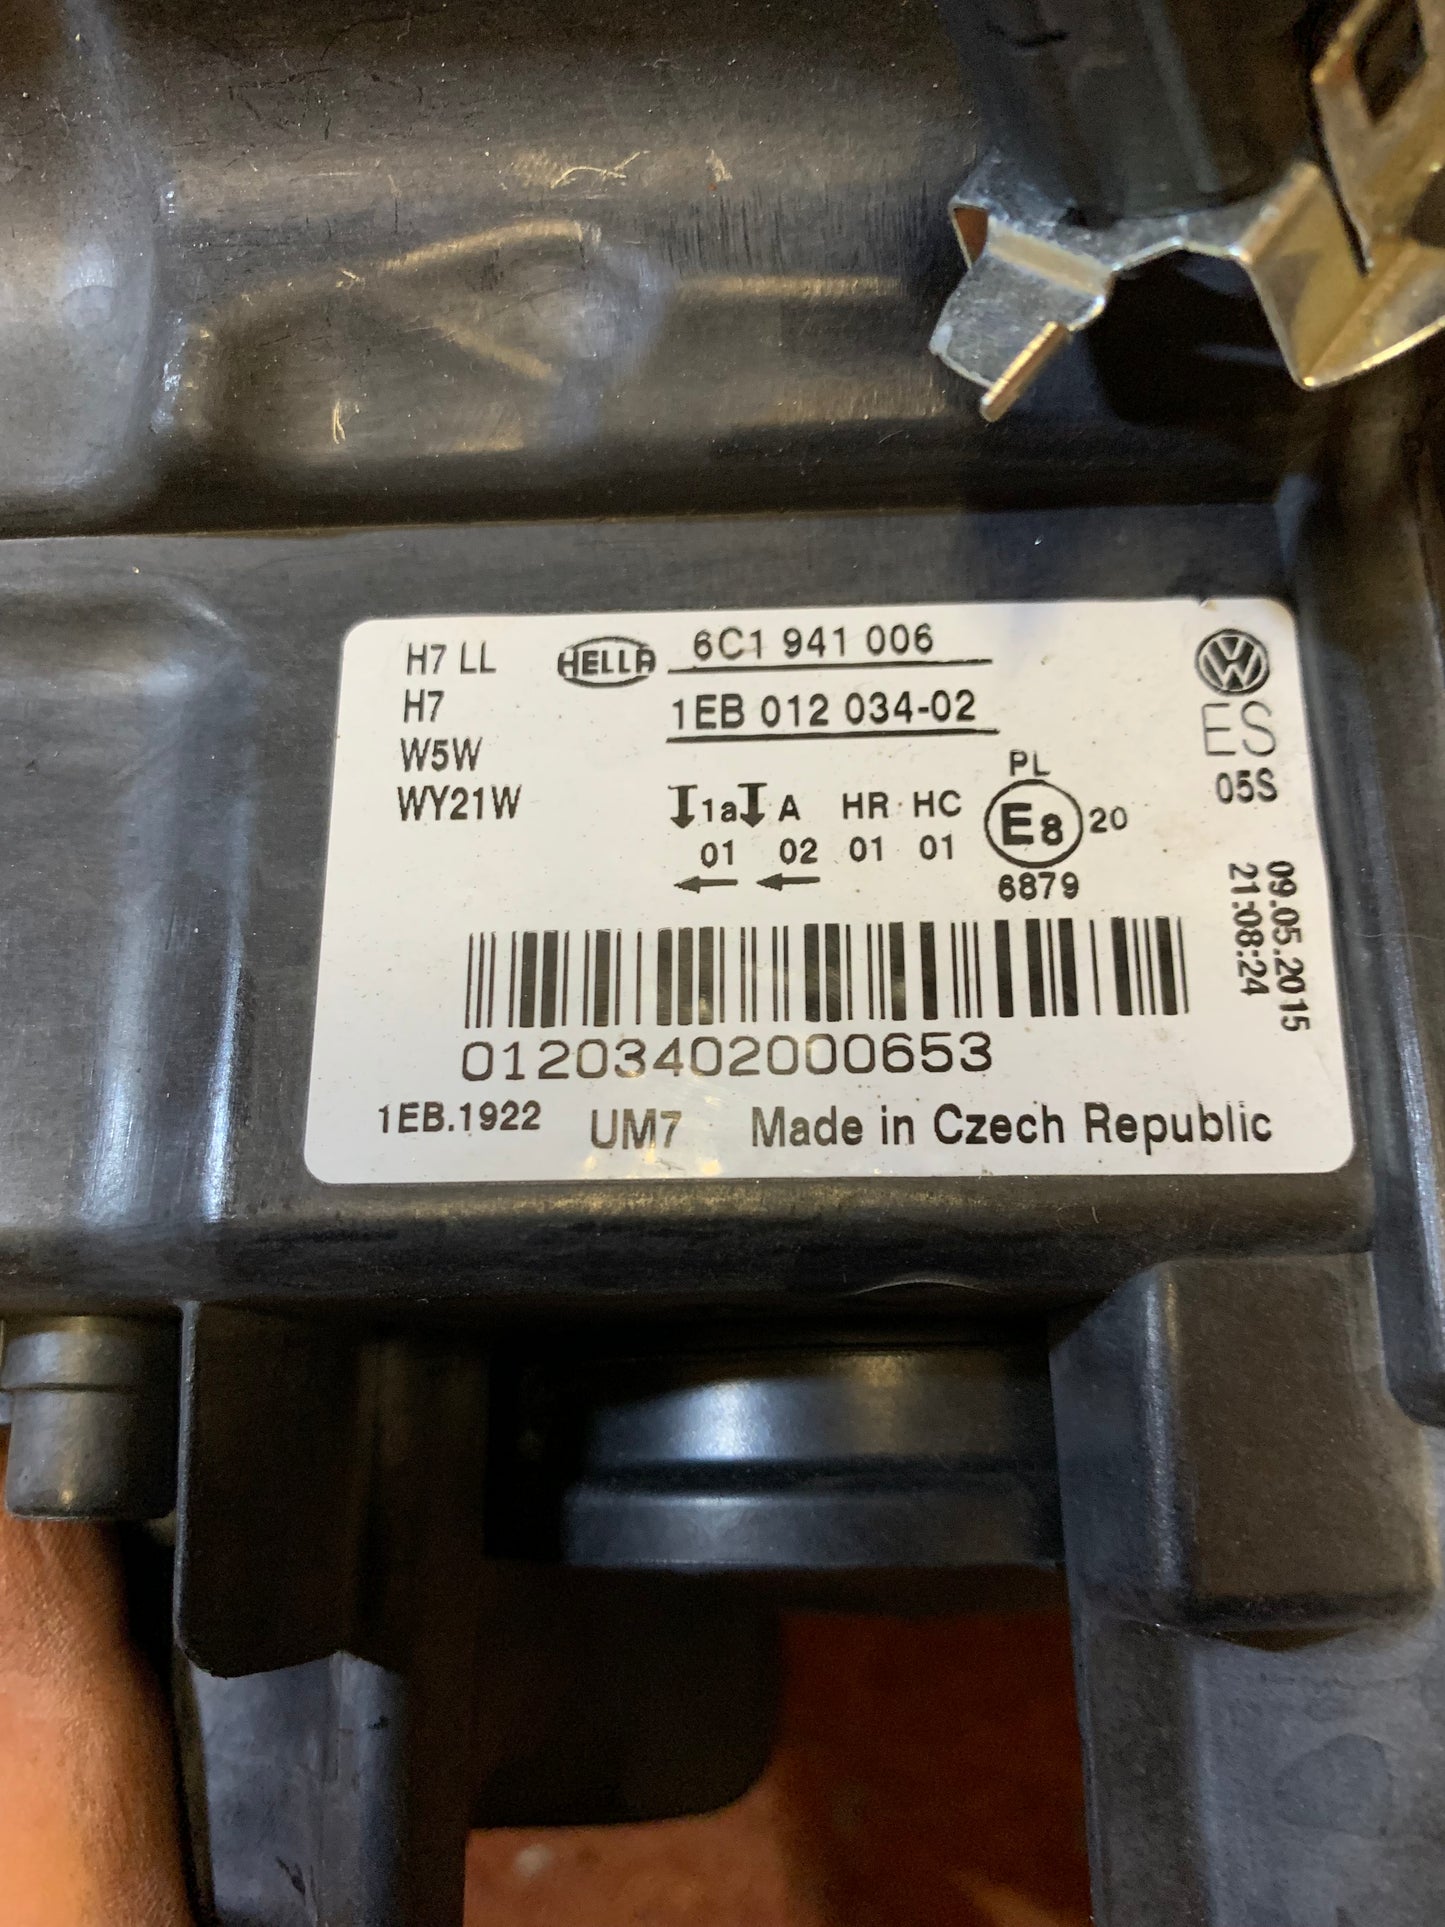 H7 LL
H7
W5W
WY21W
HELLA
6C1 941 006
1EB 012 034-02
1a A HR HC
01 02 01 01
PL
E8 20
6879
VW
ES
05S
09.05.2015
21:08:24
01203402000653
1EB.1922 UM7 Made in Czech Republic